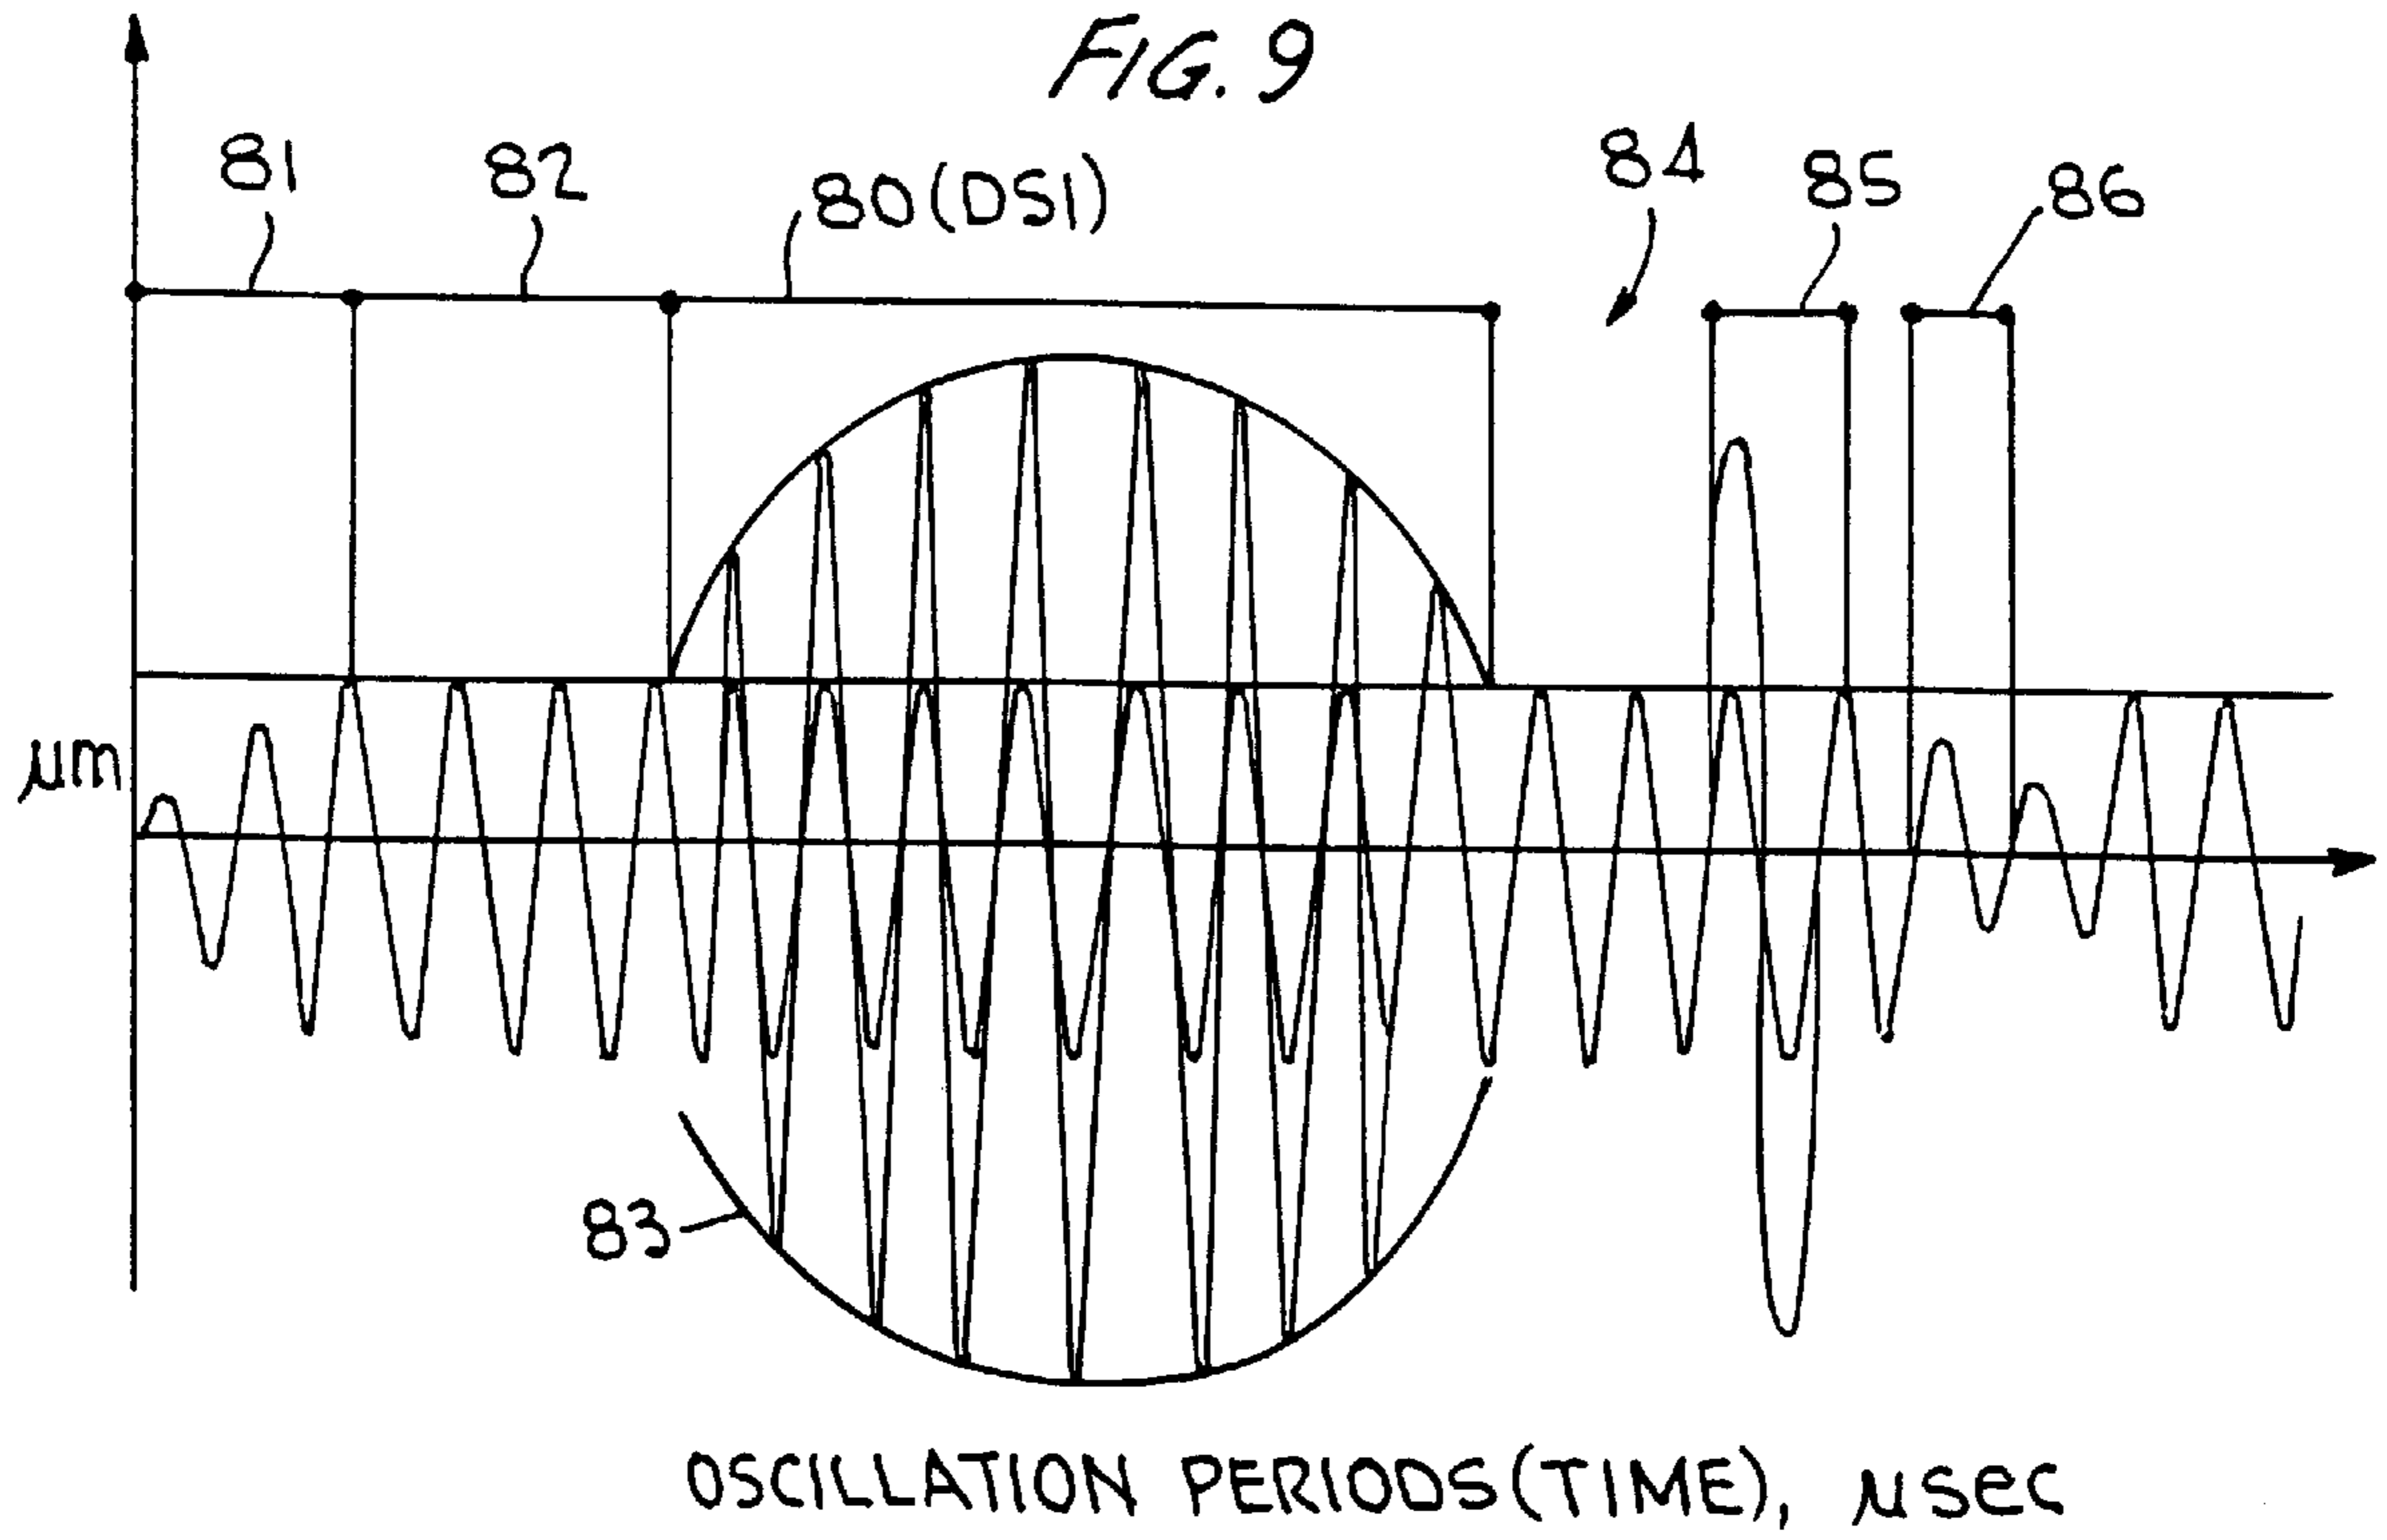 FIG. 9
81
82
80(DSI)
84
85
86
µm
83
OSCILLATION PERIODS(TIME), µsec